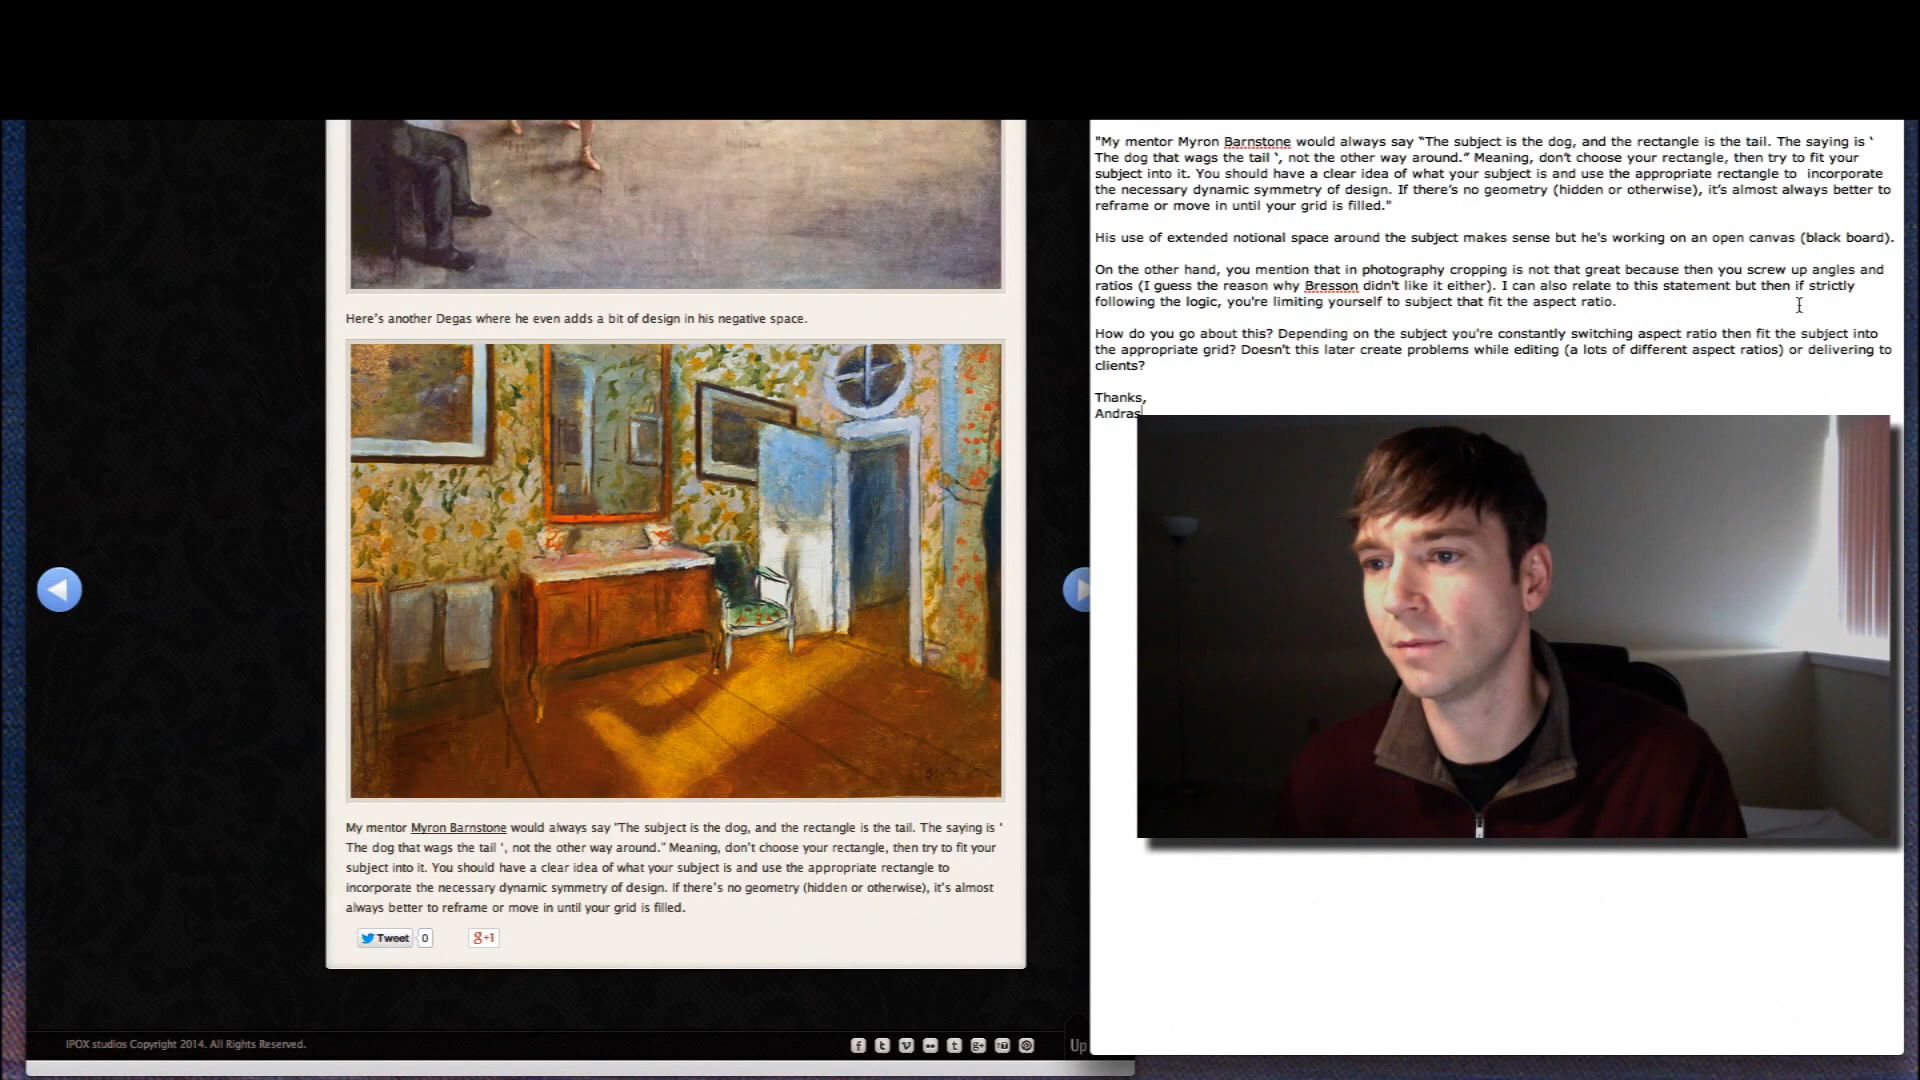 Here's another Degas where he even adds a bit of design in his negative space.
My mentor Myron Barnstone would always say "The subject is the dog, and the rectangle is the tail. The saying is '
The dog that wags the tail ', not the other way around." Meaning, don't choose your rectangle, then try to fit your
subject into it. You should have a clear idea of what your subject is and use the appropriate rectangle to
incorporate the necessary dynamic symmetry of design. If there's no geometry (hidden or otherwise), it's almost
always better to reframe or move in until your grid is filled.
Tweet 0
g+1
IPOX studios Copyright 2014. All Rights Reserved.
Up
"My mentor Myron Barnstone would always say "The subject is the dog, and the rectangle is the tail. The saying is '
The dog that wags the tail ', not the other way around." Meaning, don't choose your rectangle, then try to fit your
subject into it. You should have a clear idea of what your subject is and use the appropriate rectangle to  incorporate
the necessary dynamic symmetry of design. If there's no geometry (hidden or otherwise), it's almost always better to
reframe or move in until your grid is filled."
His use of extended notional space around the subject makes sense but he's working on an open canvas (black board).
On the other hand, you mention that in photography cropping is not that great because then you screw up angles and
ratios (I guess the reason why Bresson didn't like it either). I can also relate to this statement but then if strictly
following the logic, you're limiting yourself to subject that fit the aspect ratio.
How do you go about this? Depending on the subject you're constantly switching aspect ratio then fit the subject into
the appropriate grid? Doesn't this later create problems while editing (a lots of different aspect ratios) or delivering to
clients?
Thanks,
Andras